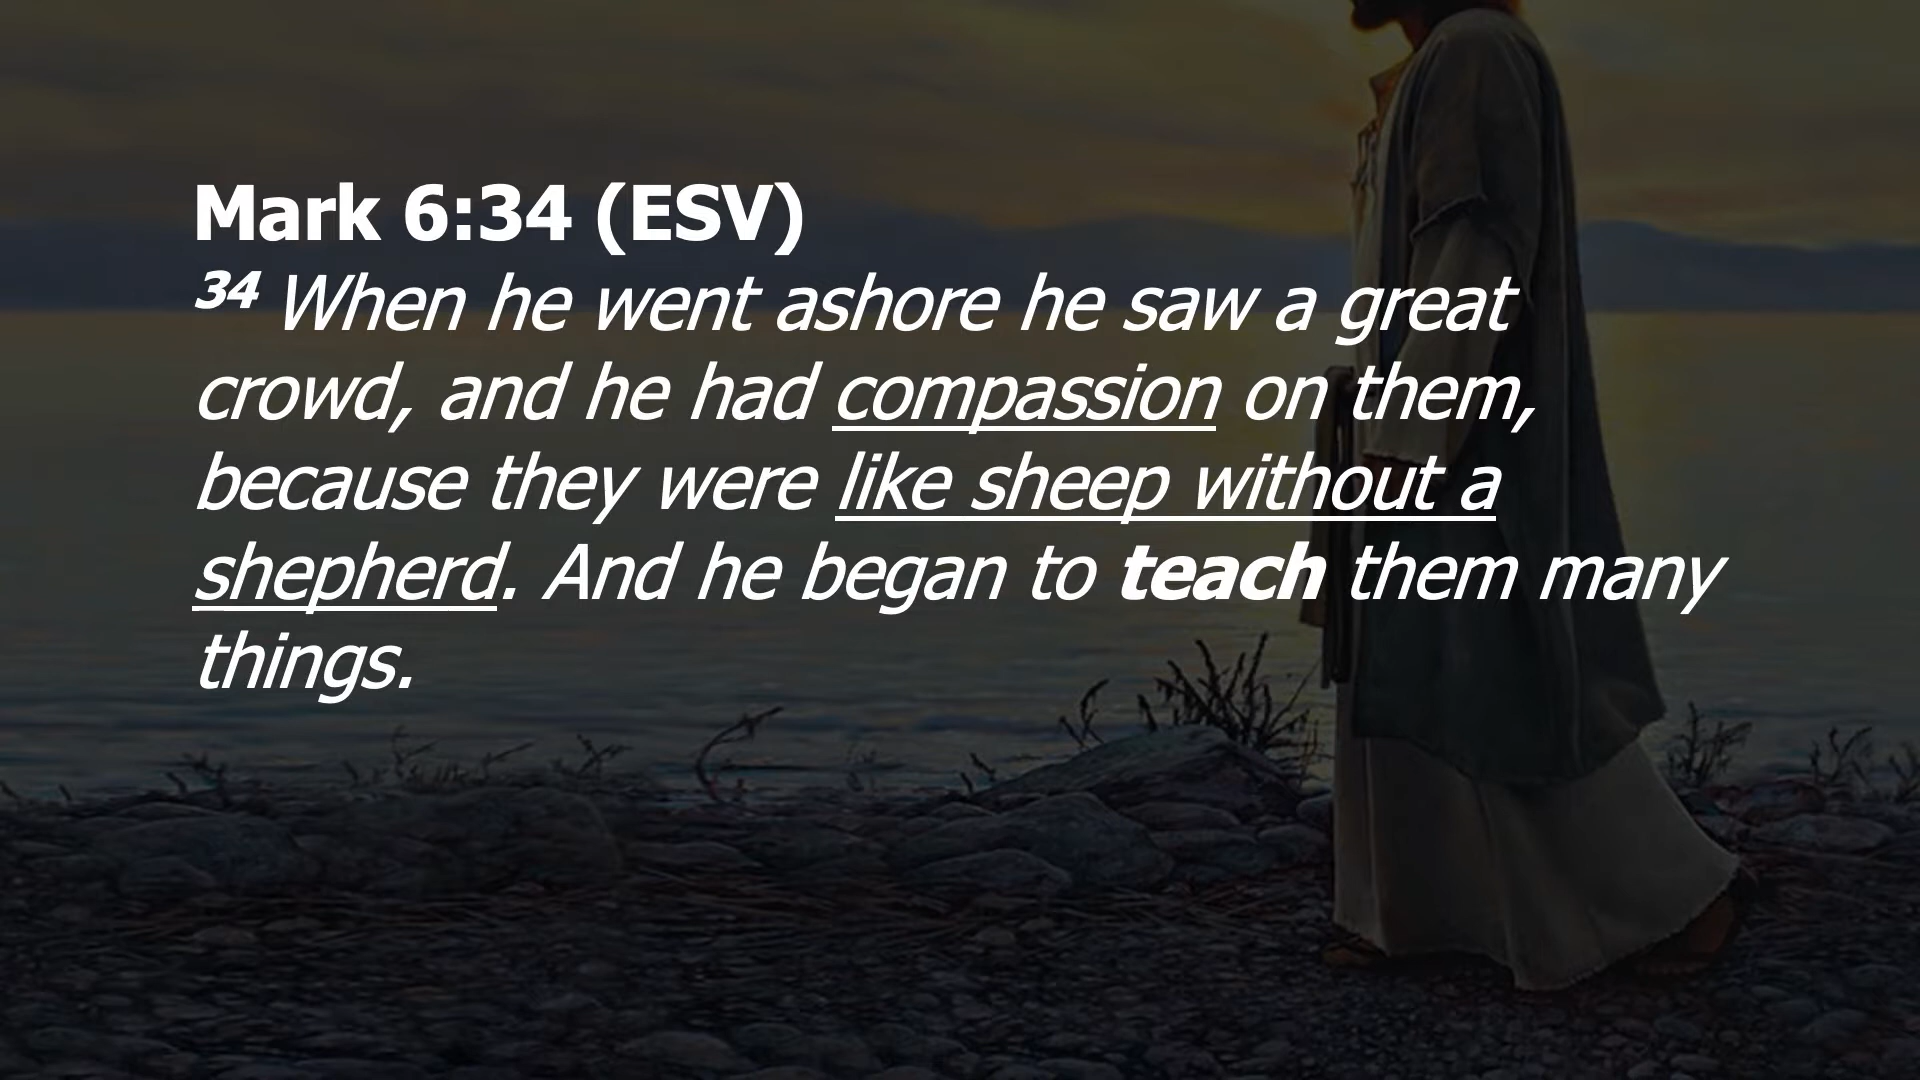 Mark 6:34 (ESV)
34 When he went ashore he saw a great
crowd, and he had compassion on them,
because they were like sheep without a
shepherd. And he began to teach them many
things.